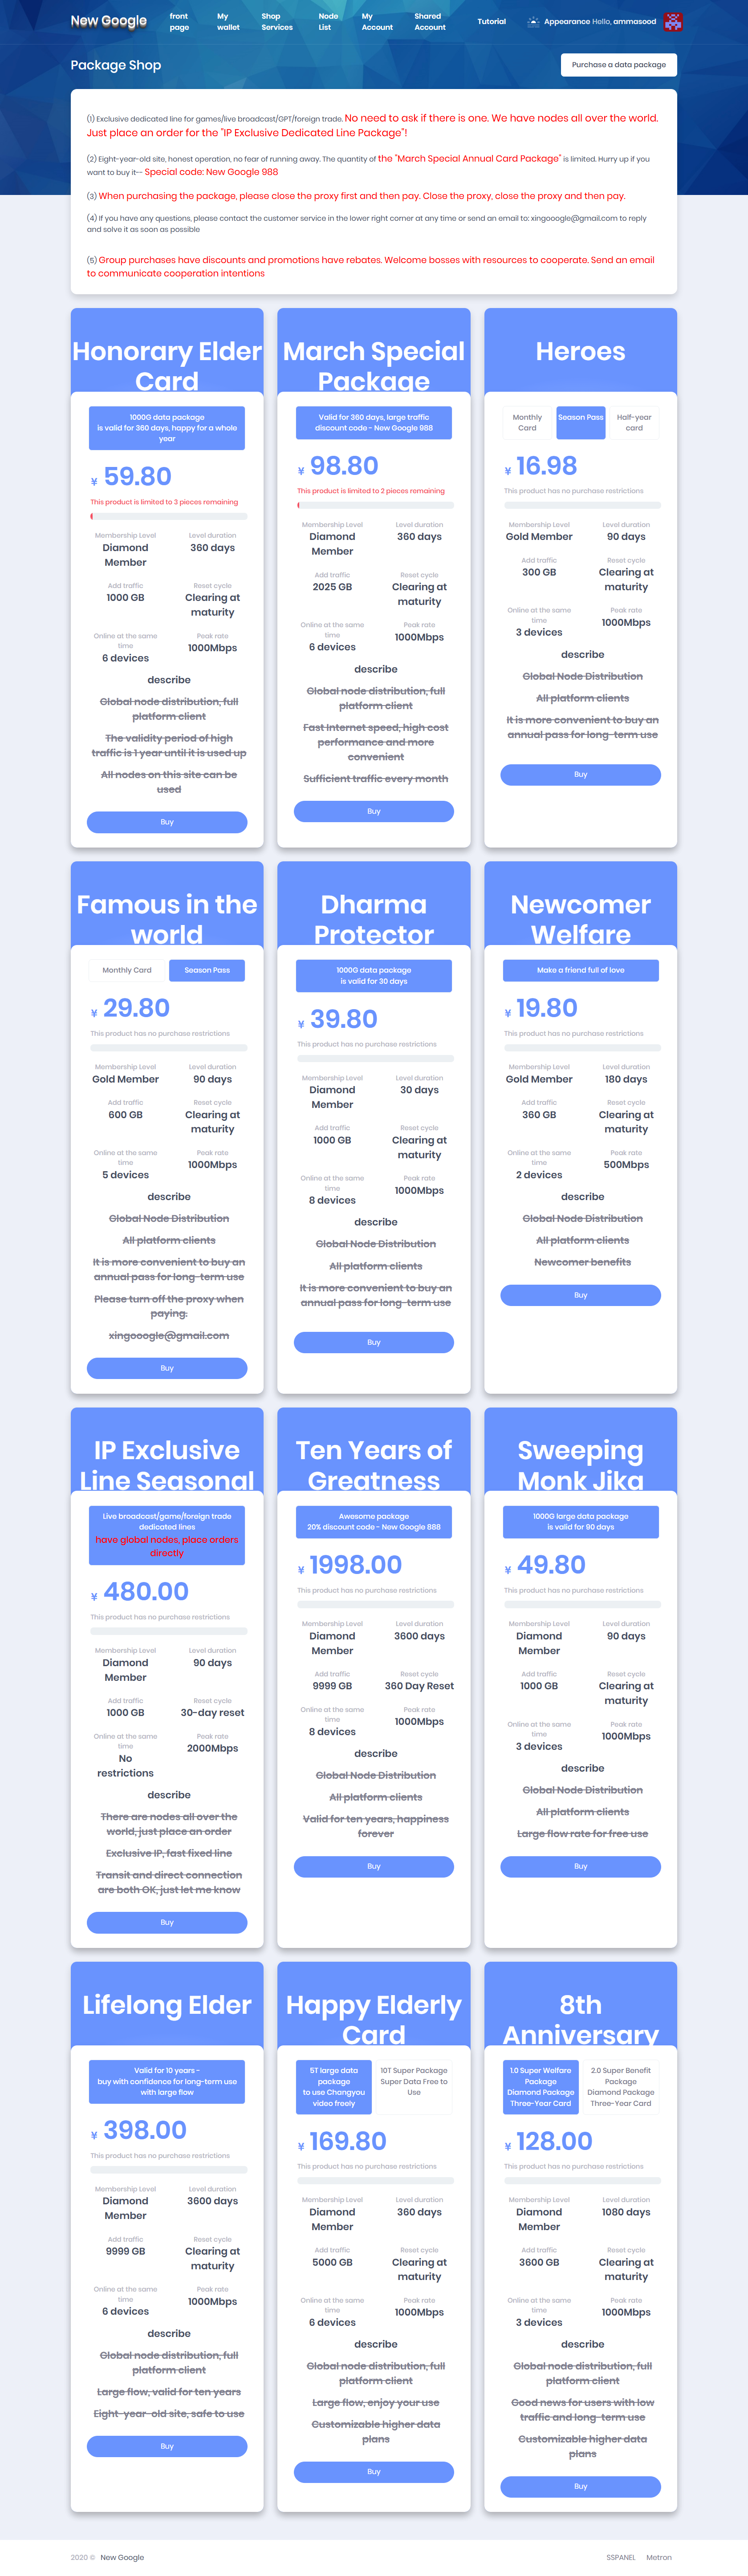 New Google
front page
My wallet
Shop Services
Node List
My Account
Shared Account
Tutorial
Appearance Hello, ammasood
Package Shop
Purchase a data package
(1) Exclusive dedicated line for games/live broadcast/GPT/foreign trade. No need to ask if there is one. We have nodes all over the world.
Just place an order for the "IP Exclusive Dedicated Line Package"!
(2) Eight-year-old site, honest operation, no fear of running away. The quantity of the "March Special Annual Card Package" is limited. Hurry up if you
want to buy it-- Special code: New Google 988
(3) When purchasing the package, please close the proxy first and then pay. Close the proxy, close the proxy and then pay.
(4) If you have any questions, please contact the customer service in the lower right corner at any time or send an email to: xingooogle@gmail.com to reply
and solve it as soon as possible
(5) Group purchases have discounts and promotions have rebates. Welcome bosses with resources to cooperate. Send an email
to communicate cooperation intentions
Honorary Elder
Card
1000G data package
is valid for 360 days, happy for a whole
year
¥ 59.80
This product is limited to 3 pieces remaining
Membership Level
Diamond
Member
Level duration
360 days
Add traffic
1000 GB
Reset cycle
Clearing at
maturity
Online at the same
time
6 devices
Peak rate
1000Mbps
describe
Global node distribution, full
platform client
The validity period of high
traffic is 1 year until it is used up
All nodes on this site can be
used
Buy
March Special
Package
Valid for 360 days, large traffic
discount code - New Google 988
¥ 98.80
This product is limited to 2 pieces remaining
Membership Level
Diamond
Member
Level duration
360 days
Add traffic
2025 GB
Reset cycle
Clearing at
maturity
Online at the same
time
6 devices
Peak rate
1000Mbps
describe
Global node distribution, full
platform client
Fast Internet speed, high cost
performance and more
convenient
Sufficient traffic every month
Buy
Heroes
Monthly
Card
Season Pass
Half-year
card
¥ 16.98
This product has no purchase restrictions
Membership Level
Gold Member
Level duration
90 days
Add traffic
300 GB
Reset cycle
Clearing at
maturity
Online at the same
time
3 devices
Peak rate
1000Mbps
describe
Global Node Distribution
All platform clients
It is more convenient to buy an
annual pass for long-term use
Buy
Famous in the
world
Monthly Card
Season Pass
¥ 29.80
This product has no purchase restrictions
Membership Level
Gold Member
Level duration
90 days
Add traffic
600 GB
Reset cycle
Clearing at
maturity
Online at the same
time
5 devices
Peak rate
1000Mbps
describe
Global Node Distribution
All platform clients
It is more convenient to buy an
annual pass for long-term use
Please turn off the proxy when
paying.
xingooogle@gmail.com
Buy
Dharma
Protector
1000G data package
is valid for 30 days
¥ 39.80
This product has no purchase restrictions
Membership Level
Diamond
Member
Level duration
30 days
Add traffic
1000 GB
Reset cycle
Clearing at
maturity
Online at the same
time
8 devices
Peak rate
1000Mbps
describe
Global Node Distribution
All platform clients
It is more convenient to buy an
annual pass for long-term use
Buy
Newcomer
Welfare
Make a friend full of love
¥ 19.80
This product has no purchase restrictions
Membership Level
Gold Member
Level duration
180 days
Add traffic
360 GB
Reset cycle
Clearing at
maturity
Online at the same
time
2 devices
Peak rate
500Mbps
describe
Global Node Distribution
All platform clients
Newcomer benefits
Buy
IP Exclusive
Line Seasonal
Live broadcast/game/foreign trade
dedicated lines
have global nodes, place orders
directly
¥ 480.00
This product has no purchase restrictions
Membership Level
Diamond
Member
Level duration
90 days
Add traffic
1000 GB
Reset cycle
30-day reset
Online at the same
time
No
restrictions
Peak rate
2000Mbps
describe
There are nodes all over the
world, just place an order
Exclusive IP, fast fixed line
Transit and direct connection
are both OK, just let me know
Buy
Ten Years of
Greatness
Awesome package
20% discount code - New Google 888
¥ 1998.00
This product has no purchase restrictions
Membership Level
Diamond
Member
Level duration
3600 days
Add traffic
9999 GB
Reset cycle
360 Day Reset
Online at the same
time
8 devices
Peak rate
1000Mbps
describe
Global Node Distribution
All platform clients
Valid for ten years, happiness
forever
Buy
Sweeping
Monk Jika
1000G large data package
is valid for 90 days
¥ 49.80
This product has no purchase restrictions
Membership Level
Diamond
Member
Level duration
90 days
Add traffic
1000 GB
Reset cycle
Clearing at
maturity
Online at the same
time
3 devices
Peak rate
1000Mbps
describe
Global Node Distribution
All platform clients
Large flow rate for free use
Buy
Lifelong Elder
Valid for 10 years -
buy with confidence for long-term use
with large flow
¥ 398.00
This product has no purchase restrictions
Membership Level
Diamond
Member
Level duration
3600 days
Add traffic
9999 GB
Reset cycle
Clearing at
maturity
Online at the same
time
6 devices
Peak rate
1000Mbps
describe
Global node distribution, full
platform client
Large flow, valid for ten years
Eight-year-old site, safe to use
Buy
Happy Elderly
Card
5T large data
package
to use Changyou
video freely
10T Super Package
Super Data Free to
Use
¥ 169.80
This product has no purchase restrictions
Membership Level
Diamond
Member
Level duration
360 days
Add traffic
5000 GB
Reset cycle
Clearing at
maturity
Online at the same
time
6 devices
Peak rate
1000Mbps
describe
Global node distribution, full
platform client
Large flow, enjoy your use
Customizable higher data
plans
Buy
8th
Anniversary
1.0 Super Welfare
Package
Diamond Package
Three-Year Card
2.0 Super Benefit
Package
Diamond Package
Three-Year Card
¥ 128.00
This product has no purchase restrictions
Membership Level
Diamond
Member
Level duration
1080 days
Add traffic
3600 GB
Reset cycle
Clearing at
maturity
Online at the same
time
3 devices
Peak rate
1000Mbps
describe
Global node distribution, full
platform client
Good news for users with low
traffic and long-term use
Customizable higher data
plans
Buy
2020 © New Google
SSPANEL
Metron